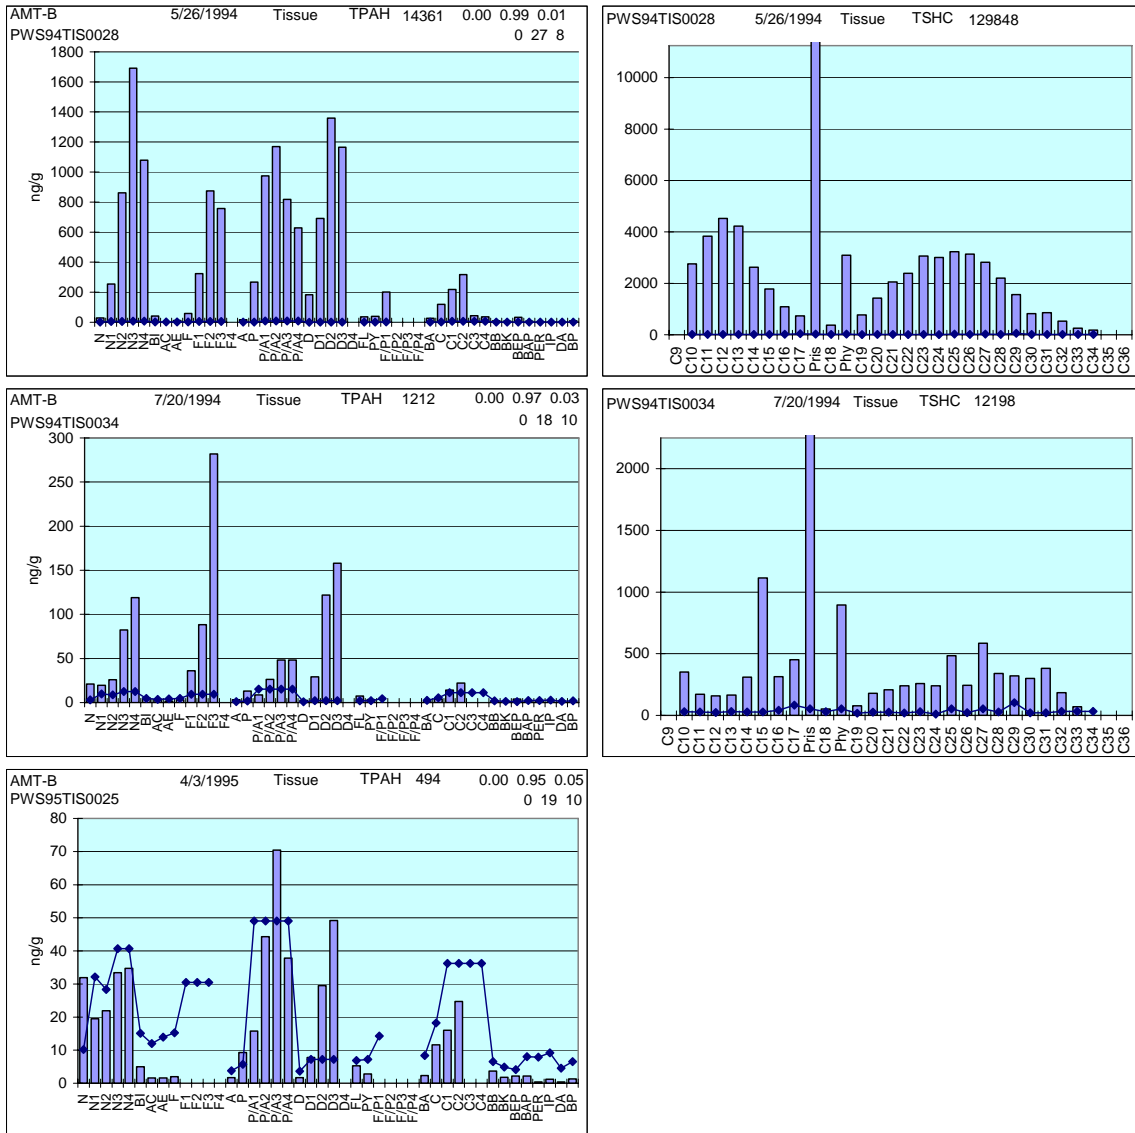 AMT-B 5/26/1994 Tissue TPAH 14361 0.00 0.99 0.01
PWS94TIS0028 0 27 8
1800
1600
1400
1200
1000
800
600
400
200
0
ng/g
N N1 N2 N3 N4 BI AC AE F F1 F2 F3 F4 A P P/A1 P/A2 P/A3 P/A4 D D1 D2 D3 D4 FL PY F/P1 F/P2 F/P3 F/P4 BA C C1 C2 C3 C4 BB BK BEP BAP PER IP DA BP
PWS94TIS0028 5/26/1994 Tissue TSHC 129848
10000
8000
6000
4000
2000
0
C9 C10 C11 C12 C13 C14 C15 C16 C17 Pris C18 Phy C19 C20 C21 C22 C23 C24 C25 C26 C27 C28 C29 C30 C31 C32 C33 C34 C35 C36
AMT-B 7/20/1994 Tissue TPAH 1212 0.00 0.97 0.03
PWS94TIS0034 0 18 10
300
250
200
150
100
50
0
ng/g
N N1 N2 N3 N4 BI AC AE F F1 F2 F3 F4 A P P/A1 P/A2 P/A3 P/A4 D D1 D2 D3 D4 FL PY F/P1 F/P2 F/P3 F/P4 BA C C1 C2 C3 C4 BB BK BEP BAP PER IP DA BP
PWS94TIS0034 7/20/1994 Tissue TSHC 12198
2000
1500
1000
500
0
C9 C10 C11 C12 C13 C14 C15 C16 C17 Pris C18 Phy C19 C20 C21 C22 C23 C24 C25 C26 C27 C28 C29 C30 C31 C32 C33 C34 C35 C36
AMT-B 4/3/1995 Tissue TPAH 494 0.00 0.95 0.05
PWS95TIS0025 0 19 10
80
70
60
50
40
30
20
10
0
ng/g
N N1 N2 N3 N4 BI AC AE F F1 F2 F3 F4 A P P/A1 P/A2 P/A3 P/A4 D D1 D2 D3 D4 FL PY F/P1 F/P2 F/P3 F/P4 BA C C1 C2 C3 C4 BB BK BEP BAP PER IP DA BP